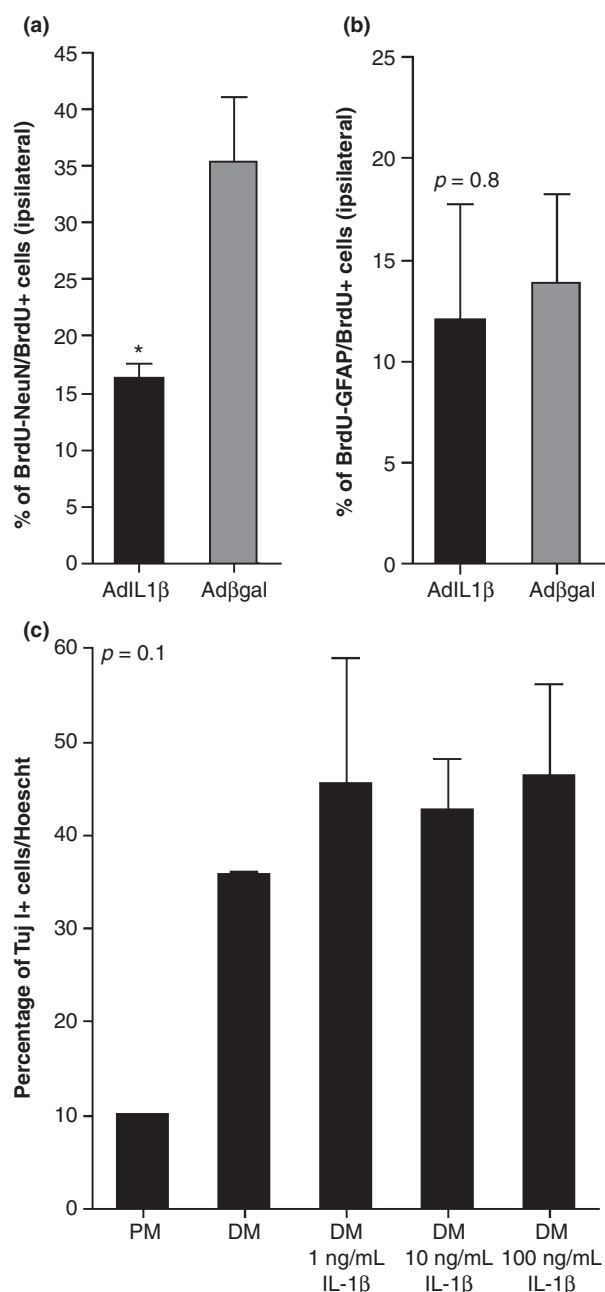 (a)
% of BrdU-NeuN/BrdU+ cells (ipsilateral)
45
40
35
30
25
20
15
10
5
0
*
AdIL1β
Adβgal
(b)
% of BrdU-GFAP/BrdU+ cells (ipsilateral)
25
20
15
10
5
0
p = 0.8
AdIL1β
Adβgal
(c)
Percentage of Tuj I+ cells/Hoescht
60
50
40
30
20
10
0
p = 0.1
PM
DM
DM
1 ng/mL
IL-1β
DM
10 ng/mL
IL-1β
DM
100 ng/mL
IL-1β